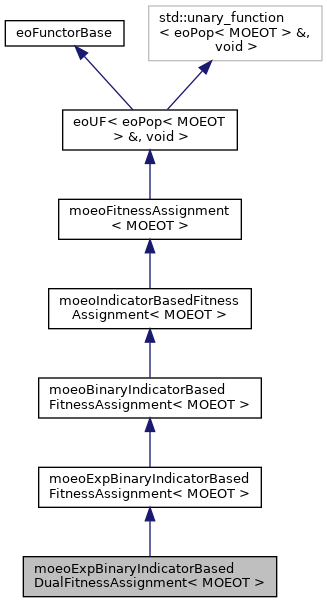 eoFunctorBase
std::unary_function
< eoPop< MOEOT > &,
void >
eoUF< eoPop< MOEOT
> &, void >
moeoFitnessAssignment
< MOEOT >
moeoIndicatorBasedFitness
Assignment< MOEOT >
moeoBinaryIndicatorBased
FitnessAssignment< MOEOT >
moeoExpBinaryIndicatorBased
FitnessAssignment< MOEOT >
moeoExpBinaryIndicatorBased
DualFitnessAssignment< MOEOT >